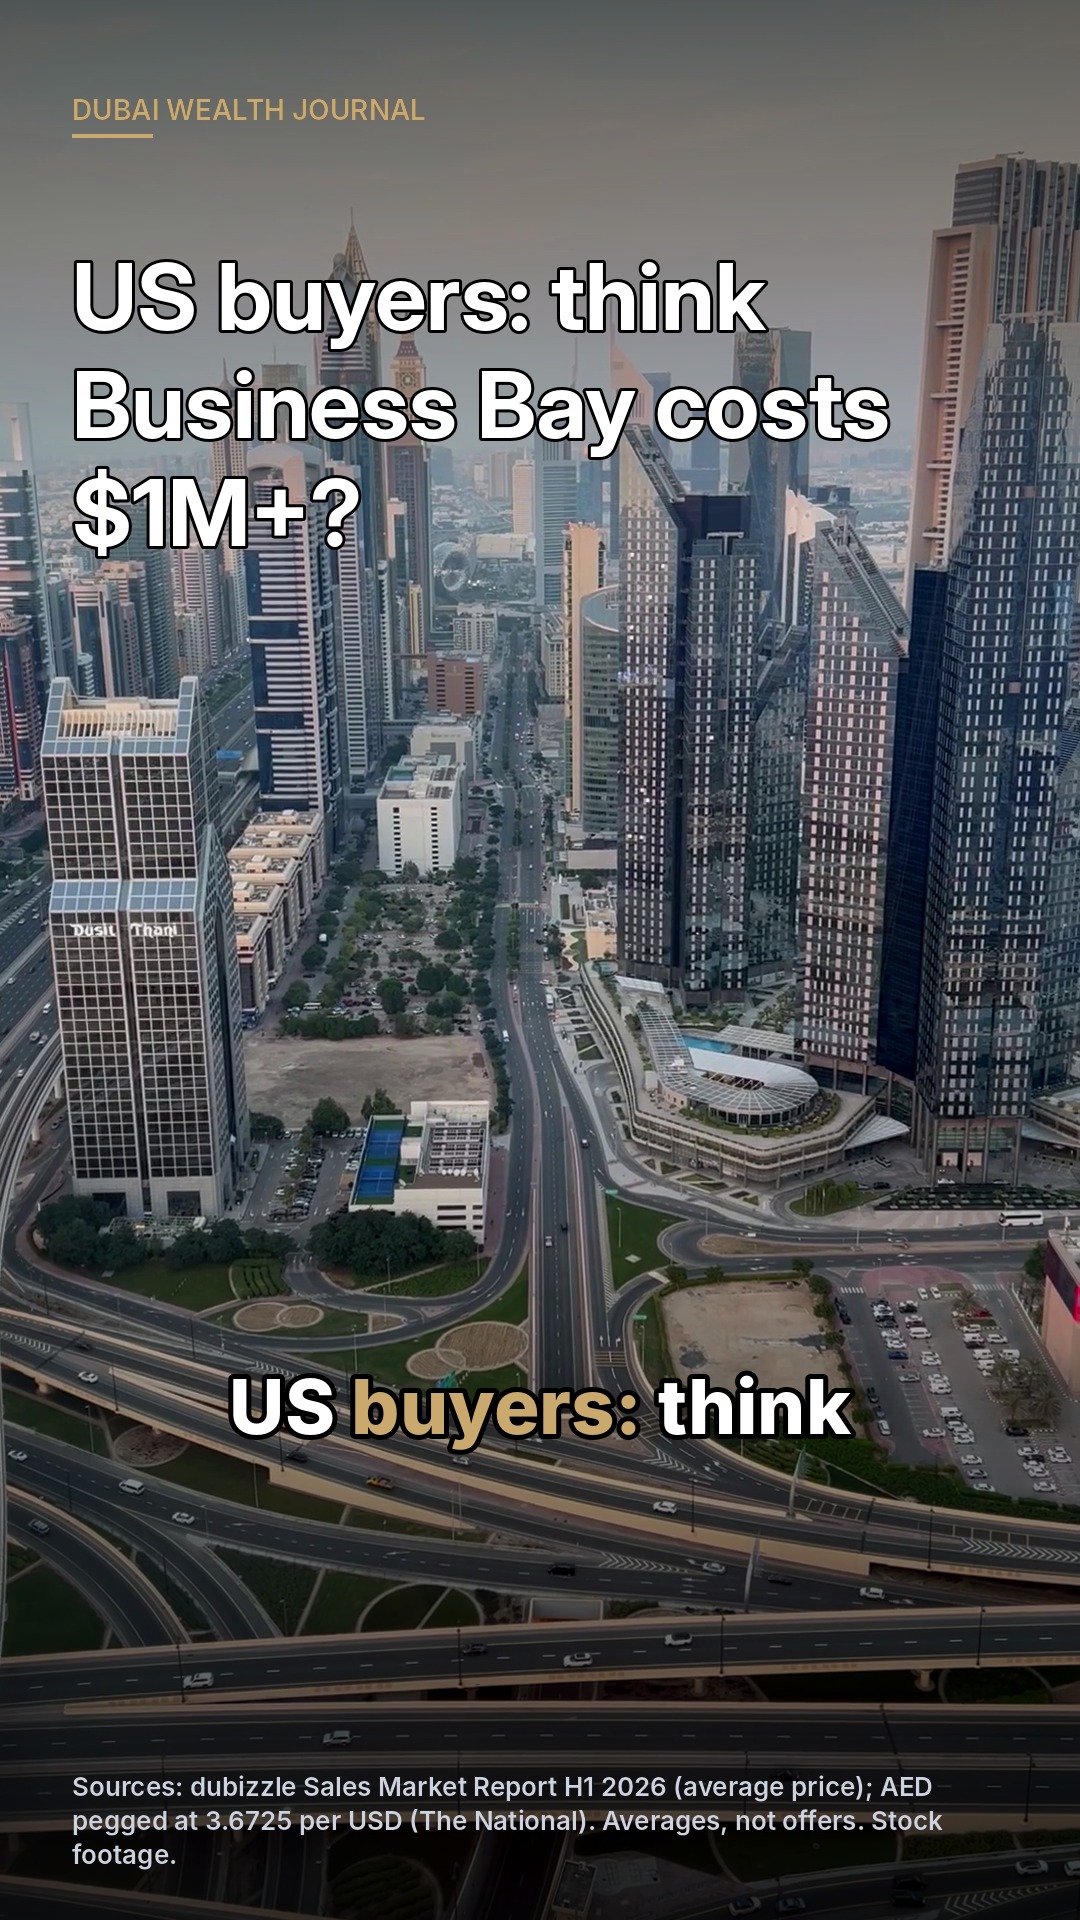 DUBAI WEALTH JOURNAL
US buyers: think
Business Bay costs
$1M+?
Dusit Thani
US buyers: think
Sources: dubizzle Sales Market Report H1 2026 (average price); AED
pegged at 3.6725 per USD (The National). Averages, not offers. Stock
footage.